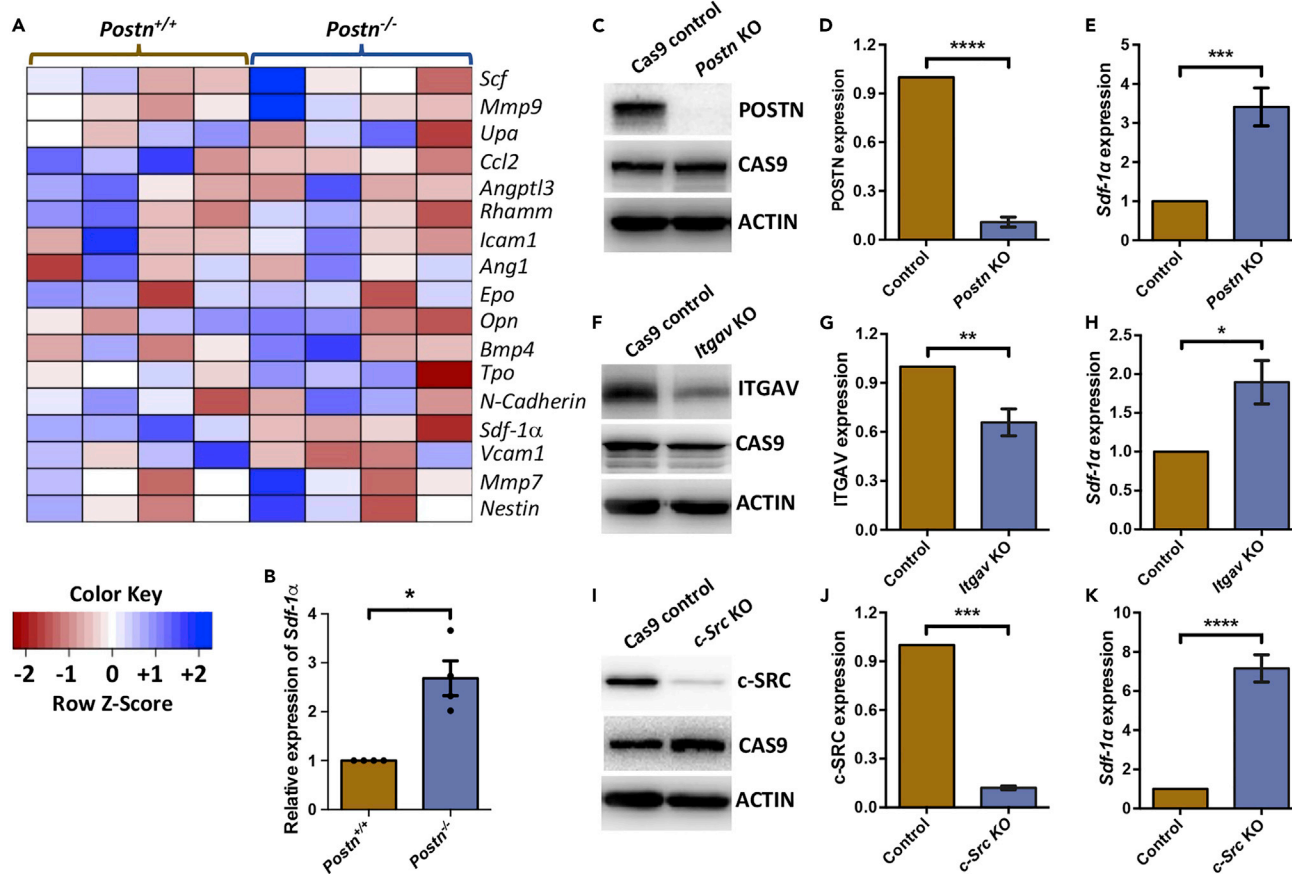 A
Postn+/+
Postn-/-
Scf
Mmp9
Upa
Ccl2
Angptl3
Rhamm
Icam1
Ang1
Epo
Opn
Bmp4
Tpo
N-Cadherin
Sdf-1α
Vcam1
Mmp7
Nestin
Color Key
-2 -1 0 +1 +2
Row Z-Score
B
Relative expression of Sdf-1α
4
3
2
1
0
*
Postn+/+
Postn-/-
C
Cas9 control
Postn KO
POSTN
CAS9
ACTIN
D
POSTN expression
1.2
0.9
0.6
0.3
0.0
****
Control
Postn KO
E
Sdf-1α expression
5
4
3
2
1
0
***
Control
Postn KO
F
Cas9 control
Itgav KO
ITGAV
CAS9
ACTIN
G
ITGAV expression
1.2
0.9
0.6
0.3
0.0
**
Control
Itgav KO
H
Sdf-1α expression
2.5
2.0
1.5
1.0
0.5
0.0
*
Control
Itgav KO
I
Cas9 control
c-Src KO
c-SRC
CAS9
ACTIN
J
c-SRC expression
1.2
0.9
0.6
0.3
0.0
***
Control
c-Src KO
K
Sdf-1α expression
10
8
6
4
2
0
****
Control
c-Src KO